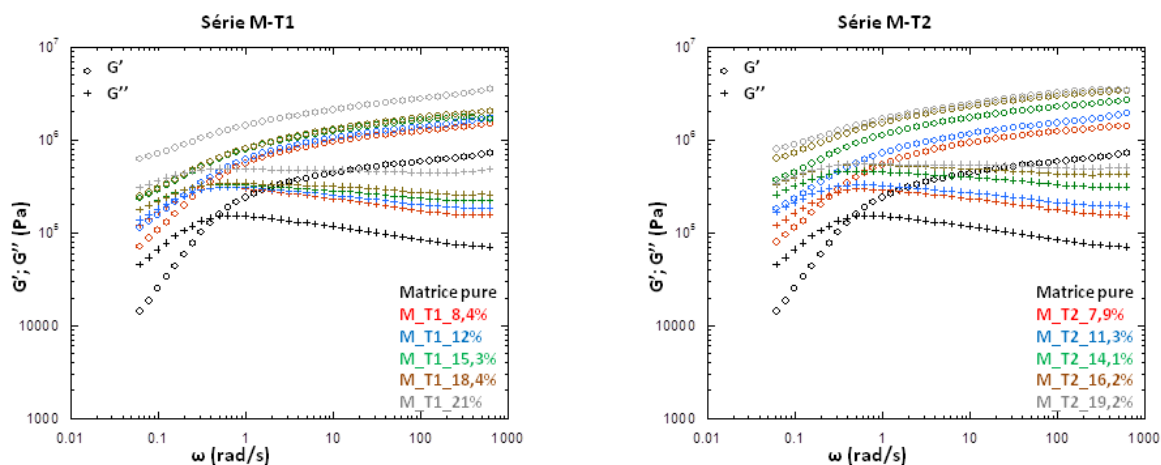 Série M-T1
10⁷
G'
G''
10⁶
10⁵
10000
1000
G'; G'' (Pa)
Matrice pure
M_T1_8,4%
M_T1_12%
M_T1_15,3%
M_T1_18,4%
M_T1_21%
0.01 0.1 1 10 100 1000
ω (rad/s)
Série M-T2
10⁷
G'
G''
10⁶
10⁵
10000
1000
G'; G'' (Pa)
Matrice pure
M_T2_7,9%
M_T2_11,3%
M_T2_14,1%
M_T2_16,2%
M_T2_19,2%
0.01 0.1 1 10 100 1000
ω (rad/s)